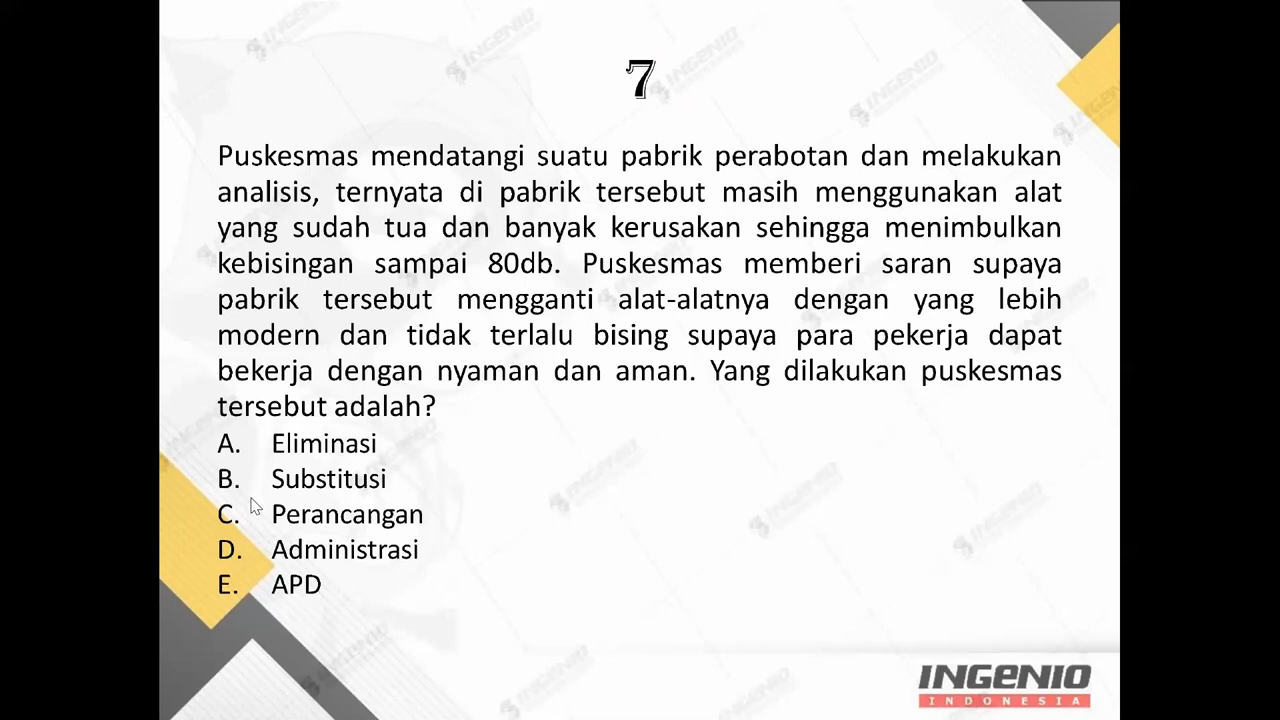 7
Puskesmas mendatangi suatu pabrik perabotan dan melakukan
analisis, ternyata di pabrik tersebut masih menggunakan alat
yang sudah tua dan banyak kerusakan sehingga menimbulkan
kebisingan sampai 80db. Puskesmas memberi saran supaya
pabrik tersebut mengganti alat-alatnya dengan yang lebih
modern dan tidak terlalu bising supaya para pekerja dapat
bekerja dengan nyaman dan aman. Yang dilakukan puskesmas
tersebut adalah?
A. Eliminasi
B. Substitusi
C. Perancangan
D. Administrasi
E. APD
INGENIO
INDONESIA